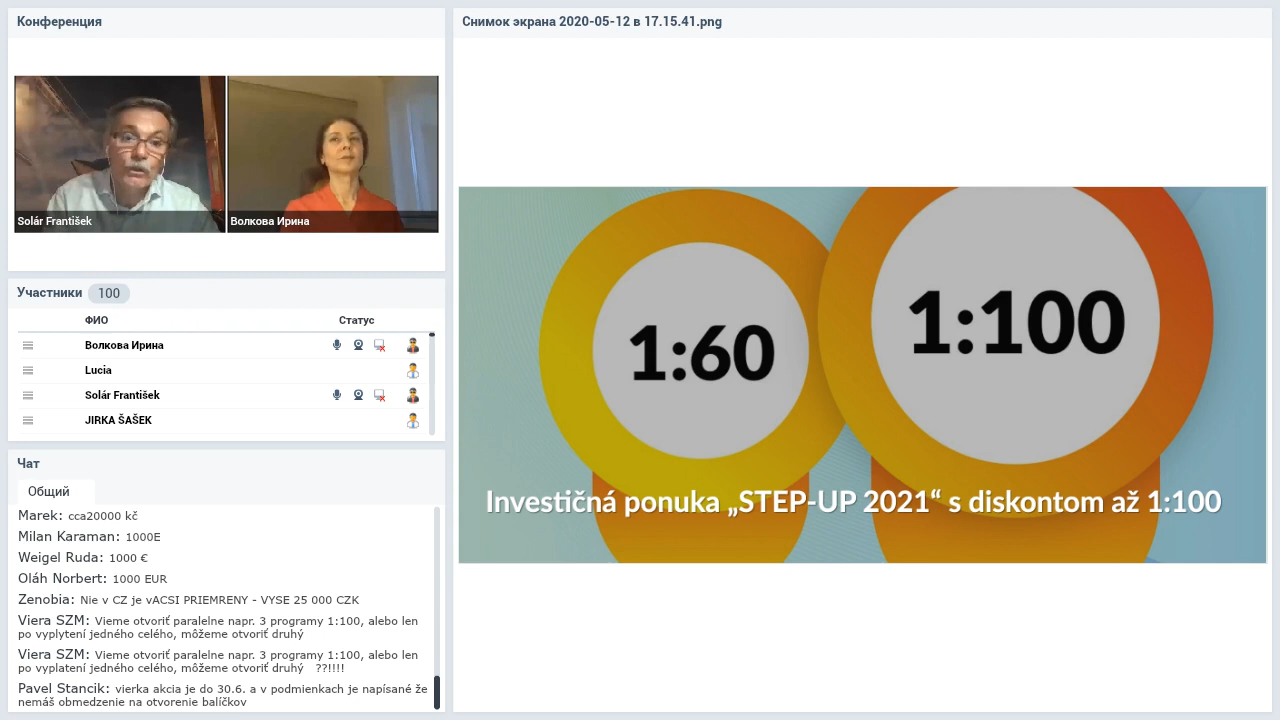 Конференция
Solár František
Волкова Ирина
Участники 100
ФИО Статус
Волкова Ирина
Lucia
Solár František
JIRKA ŠAŠEK
Чат
Общий
Marek: cca20000 kč
Milan Karaman: 1000E
Weigel Ruda: 1000 €
Oláh Norbert: 1000 EUR
Zenobia: Nie v CZ je vACSI PRIEMRENY - VYSE 25 000 CZK
Viera SZM: Vieme otvoriť paralelne napr. 3 programy 1:100, alebo len
po vyplytení jedného celého, môžeme otvoriť druhý
Viera SZM: Vieme otvoriť paralelne napr. 3 programy 1:100, alebo len
po vyplatení jedného celého, môžeme otvoriť druhý ??!!!!
Pavel Stancik: vierka akcia je do 30.6. a v podmienkach je napísané že
nemáš obmedzenie na otvorenie balíčkov
Снимок экрана 2020-05-12 в 17.15.41.png
1:60
1:100
Investičná ponuka „STEP-UP 2021“ s diskontom až 1:100